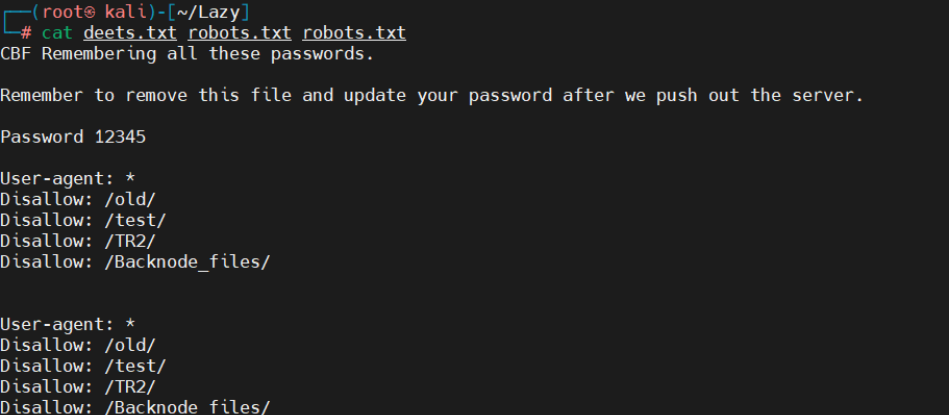 (root㉿ kali)-[~/Lazy]
# cat deets.txt robots.txt robots.txt
CBF Remembering all these passwords.
Remember to remove this file and update your password after we push out the server.
Password 12345
User-agent: *
Disallow: /old/
Disallow: /test/
Disallow: /TR2/
Disallow: /Backnode_files/
User-agent: *
Disallow: /old/
Disallow: /test/
Disallow: /TR2/
Disallow: /Backnode_files/